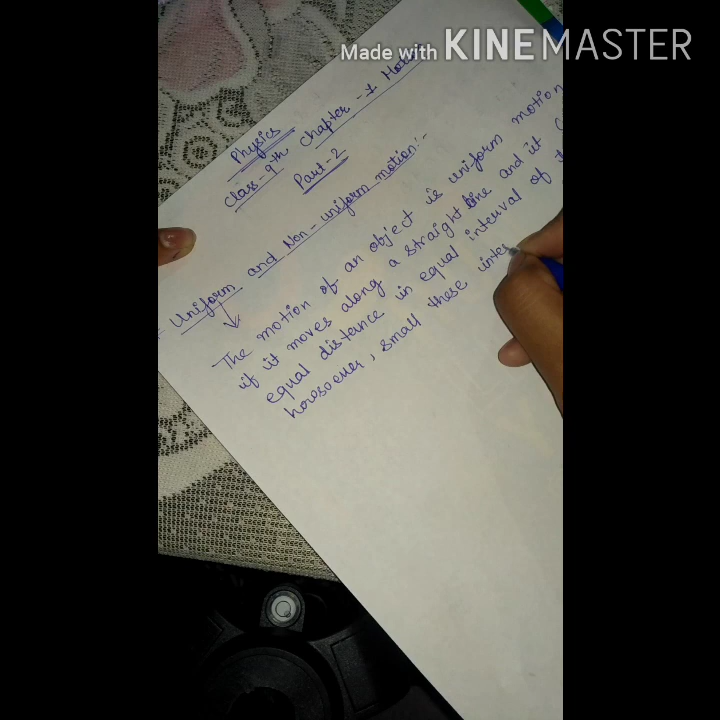 Made with KINEMASTER
Physics
Class-9th Chapter-1 Motion
Part-2
Uniform and Non-uniform motion:-
The motion of an object is uniform motion
if it moves along a straight line and it
equal distance in equal interval of
howsoever, small these inter